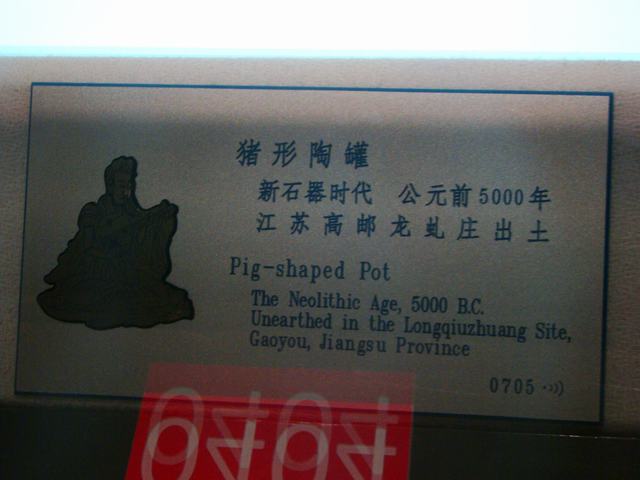 猪形陶罐
新石器时代 公元前5000年
江苏高邮龙虬庄出土
Pig-shaped Pot
The Neolithic Age, 5000 B.C.
Unearthed in the Longqiuzhuang Site,
Gaoyou, Jiangsu Province
0705
0404